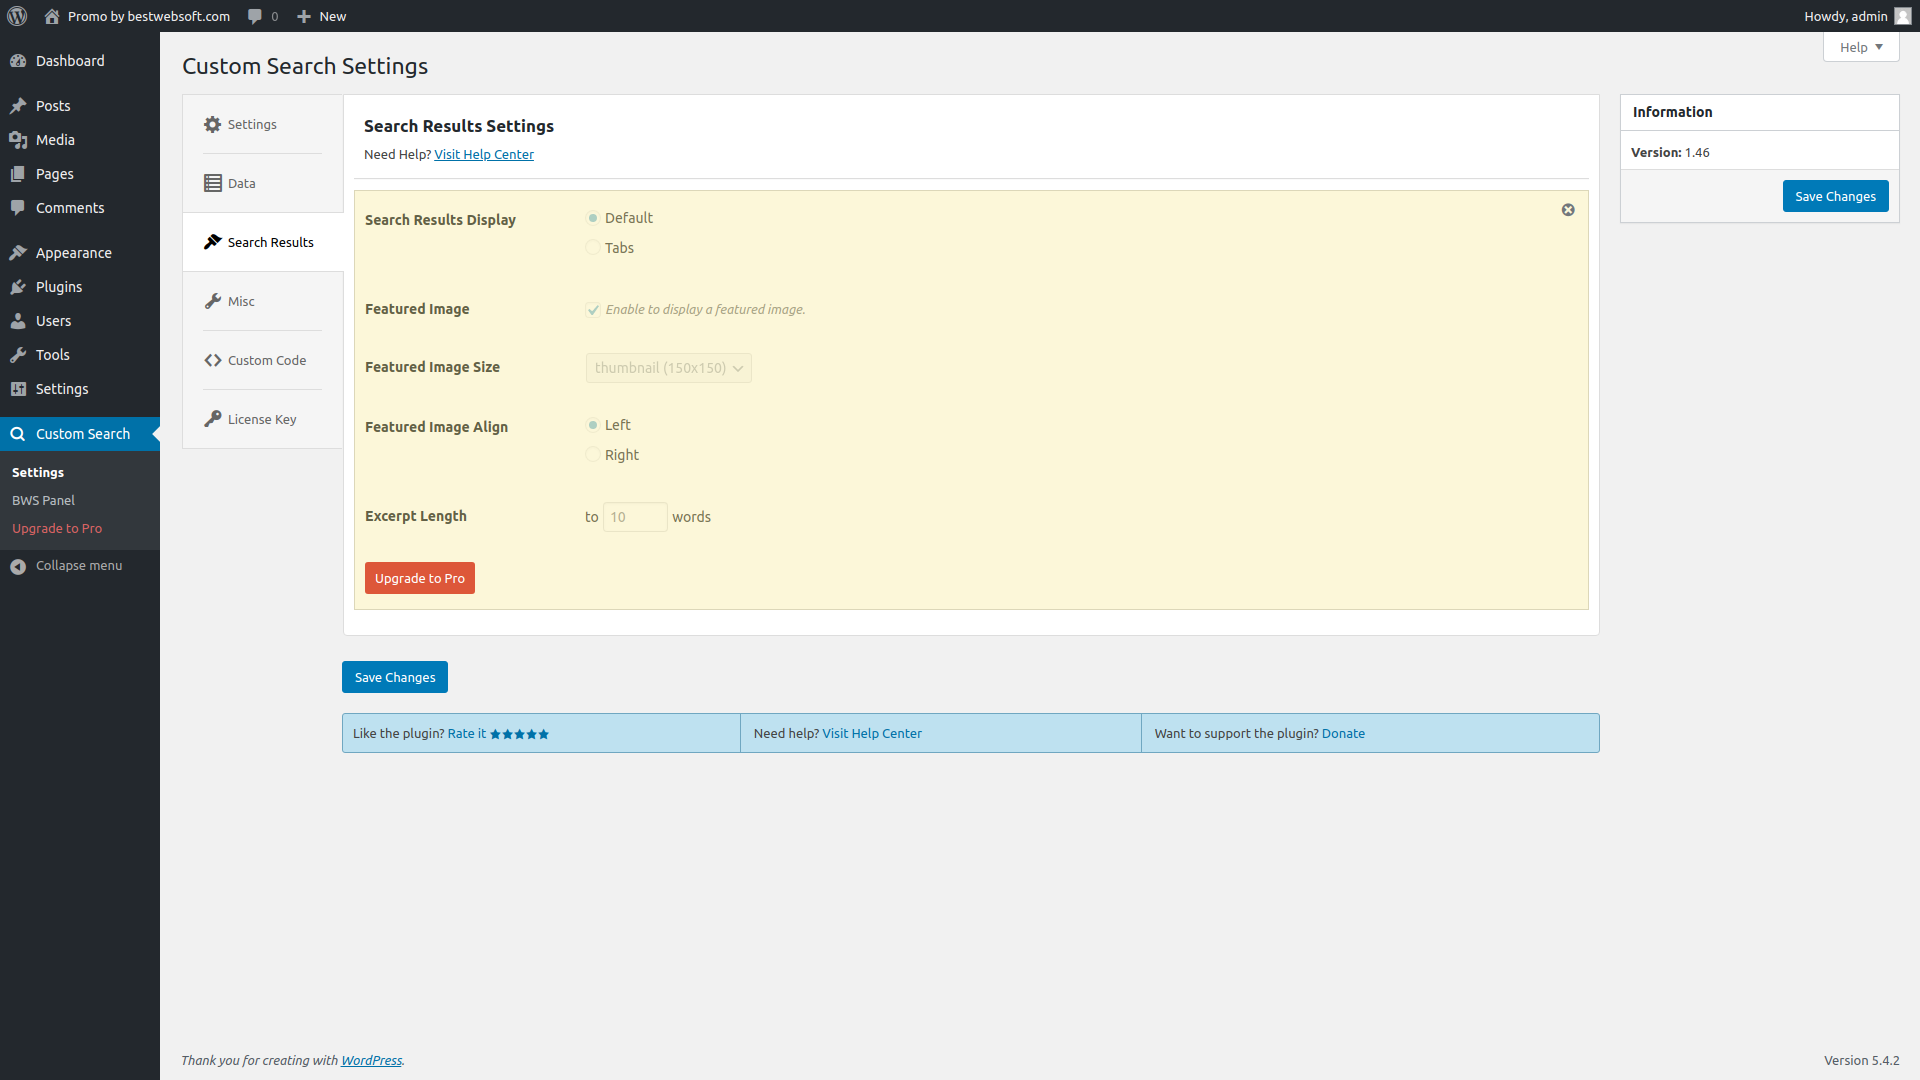 Promo by bestwebsoft.com 0 New
Howdy, admin
Help
Dashboard
Posts
Media
Pages
Comments
Appearance
Plugins
Users
Tools
Settings
Custom Search
Settings
BWS Panel
Upgrade to Pro
Collapse menu
Custom Search Settings
Settings
Data
Search Results
Misc
Custom Code
License Key
Search Results Settings
Need Help? Visit Help Center
Search Results Display
Default
Tabs
Featured Image
Enable to display a featured image.
Featured Image Size
thumbnail (150x150)
Featured Image Align
Left
Right
Excerpt Length
to 10 words
Upgrade to Pro
Save Changes
Like the plugin? Rate it
Need help? Visit Help Center
Want to support the plugin? Donate
Information
Version: 1.46
Save Changes
Thank you for creating with WordPress.
Version 5.4.2